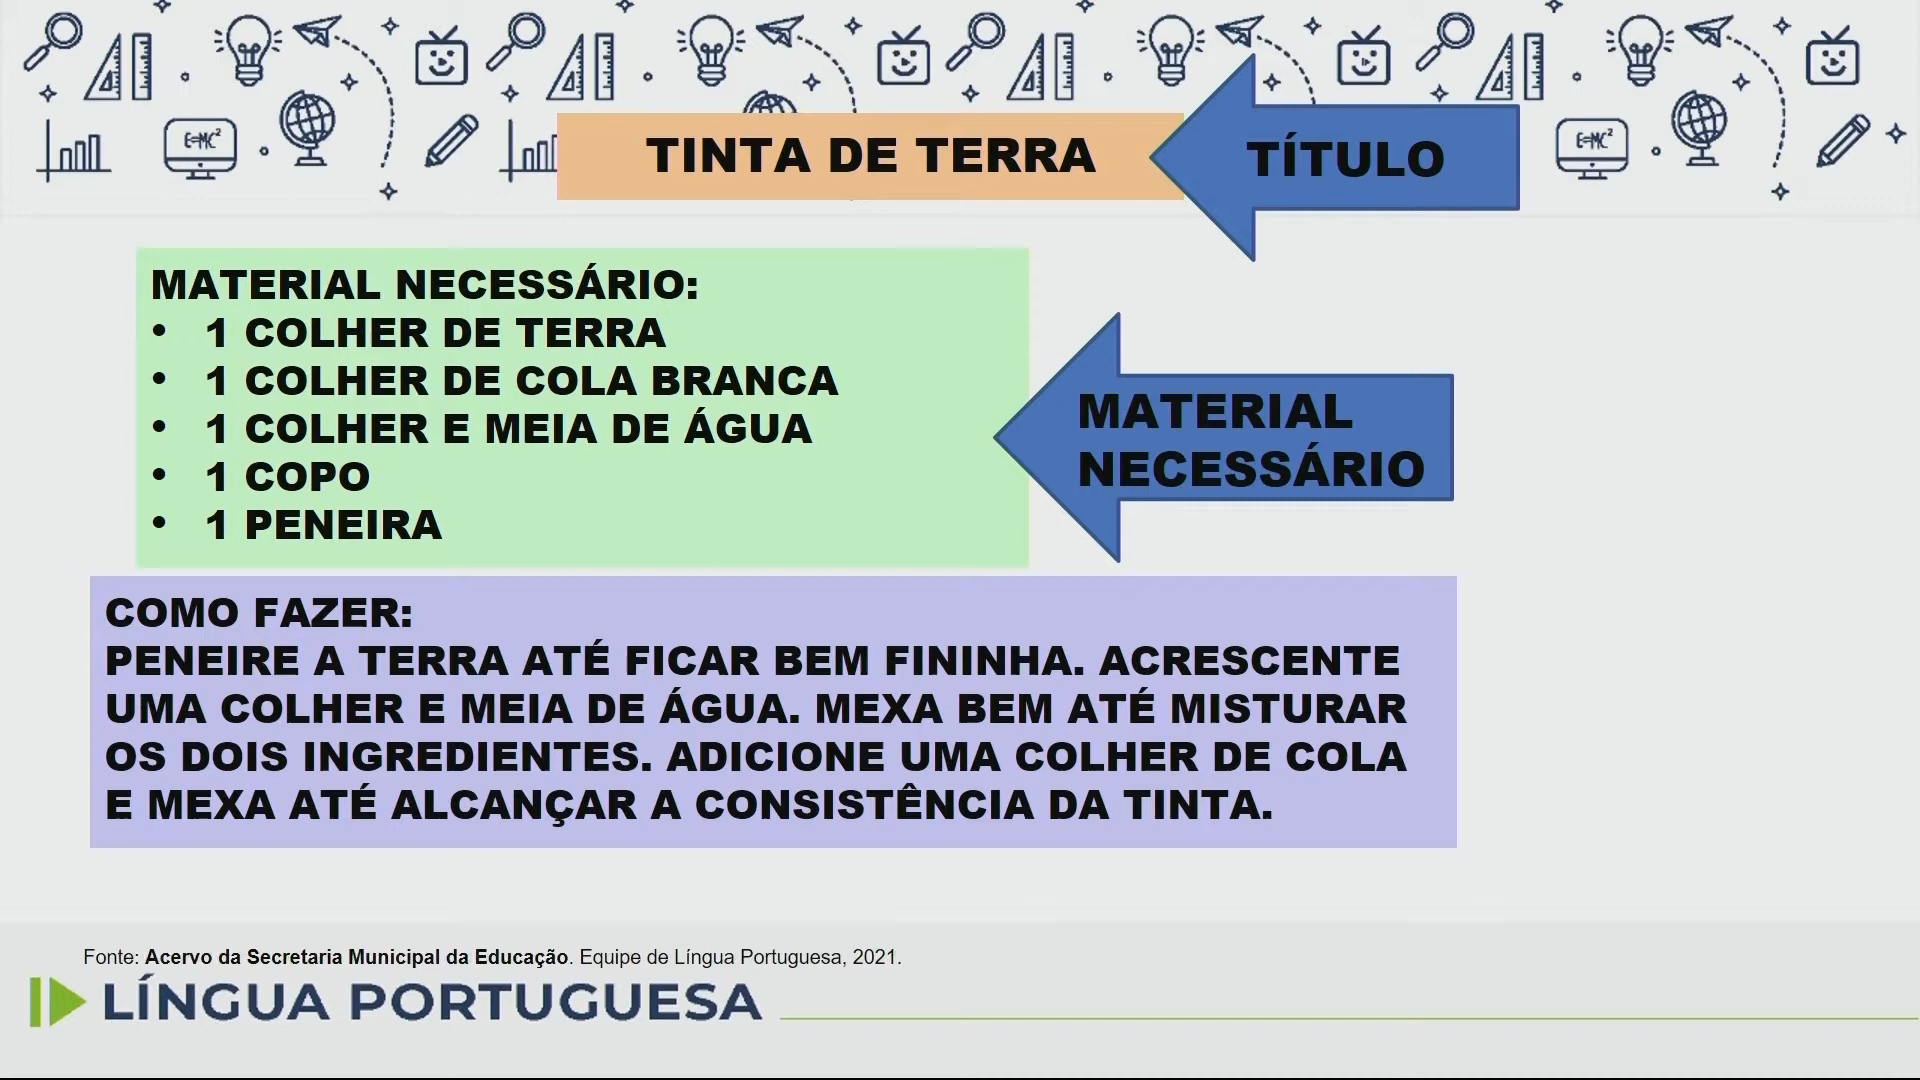 E=MC²
E=MC²
TINTA DE TERRA
TÍTULO
MATERIAL NECESSÁRIO:
• 1 COLHER DE TERRA
• 1 COLHER DE COLA BRANCA
• 1 COLHER E MEIA DE ÁGUA
• 1 COPO
• 1 PENEIRA
MATERIAL
NECESSÁRIO
COMO FAZER:
PENEIRE A TERRA ATÉ FICAR BEM FININHA. ACRESCENTE
UMA COLHER E MEIA DE ÁGUA. MEXA BEM ATÉ MISTURAR
OS DOIS INGREDIENTES. ADICIONE UMA COLHER DE COLA
E MEXA ATÉ ALCANÇAR A CONSISTÊNCIA DA TINTA.
Fonte: Acervo da Secretaria Municipal da Educação. Equipe de Língua Portuguesa, 2021.
LÍNGUA PORTUGUESA